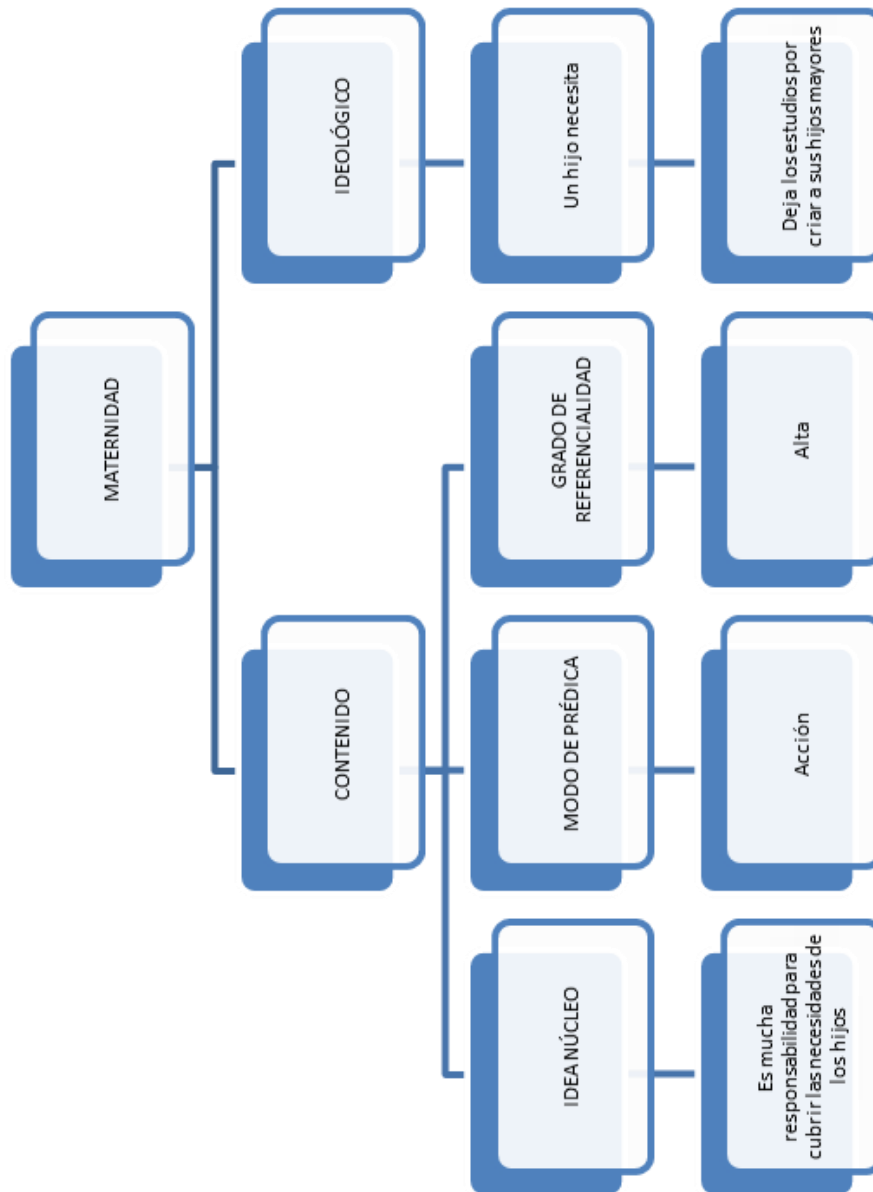 MATERNIDAD
CONTENIDO
IDEOLÓGICO
IDEA NÚCLEO
MODO DE PRÉDICA
GRADO DE
REFERENCIALIDAD
Un hijo necesita
Es mucha
responsabilidad para
cubrir las necesidades de
los hijos
Acción
Alta
Deja los estudios por
criar a sus hijos mayores